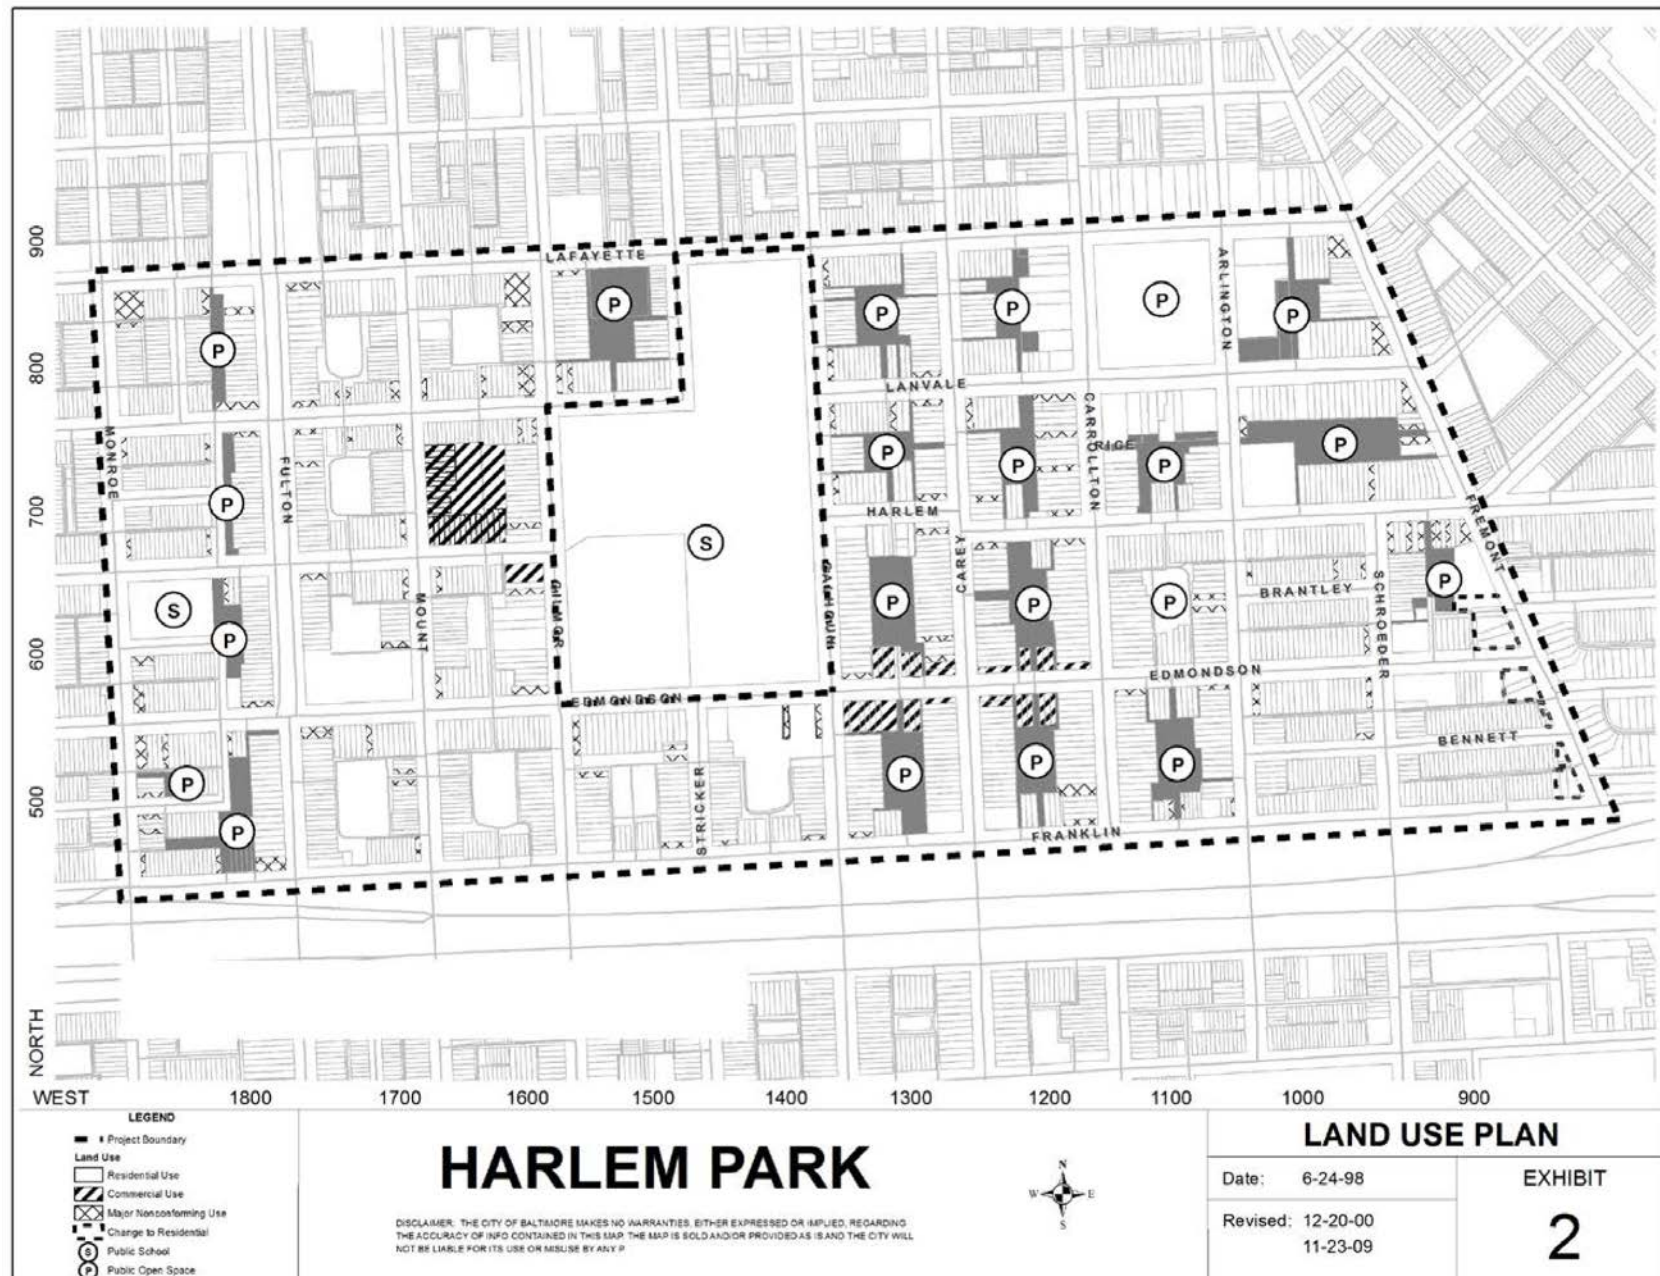 LAFAYETTE
ARLINGTON
LANVALE
MONROE
FULTON
CARROLLTON
RICE
HARLEM
FREMONT
CAREY
MOUNT
GILMOR
CALHOUN
BRANTLEY
SCHROEDER
EDMONDSON
EDMONDSON
BENNETT
STRICKER
FRANKLIN
P
P
P
P
P
P
P
P
P
P
P
P
S
S
P
P
P
P
P
P
P
P
P
P
900
800
700
600
500
NORTH
WEST 1800 1700 1600 1500 1400 1300 1200 1100 1000 900
LEGEND
Project Boundary
Land Use
Residential Use
Commercial Use
Major Nonconforming Use
Change to Residential
S Public School
P Public Open Space
HARLEM PARK
DISCLAIMER: THE CITY OF BALTIMORE MAKES NO WARRANTIES, EITHER EXPRESSED OR IMPLIED, REGARDING
THE ACCURACY OF INFO CONTAINED IN THIS MAP. THE MAP IS SOLD AND/OR PROVIDED AS IS AND THE CITY WILL
NOT BE LIABLE FOR ITS USE OR MISUSE BY ANY P
N
W E
S
LAND USE PLAN
Date: 6-24-98
Revised: 12-20-00
11-23-09
EXHIBIT
2